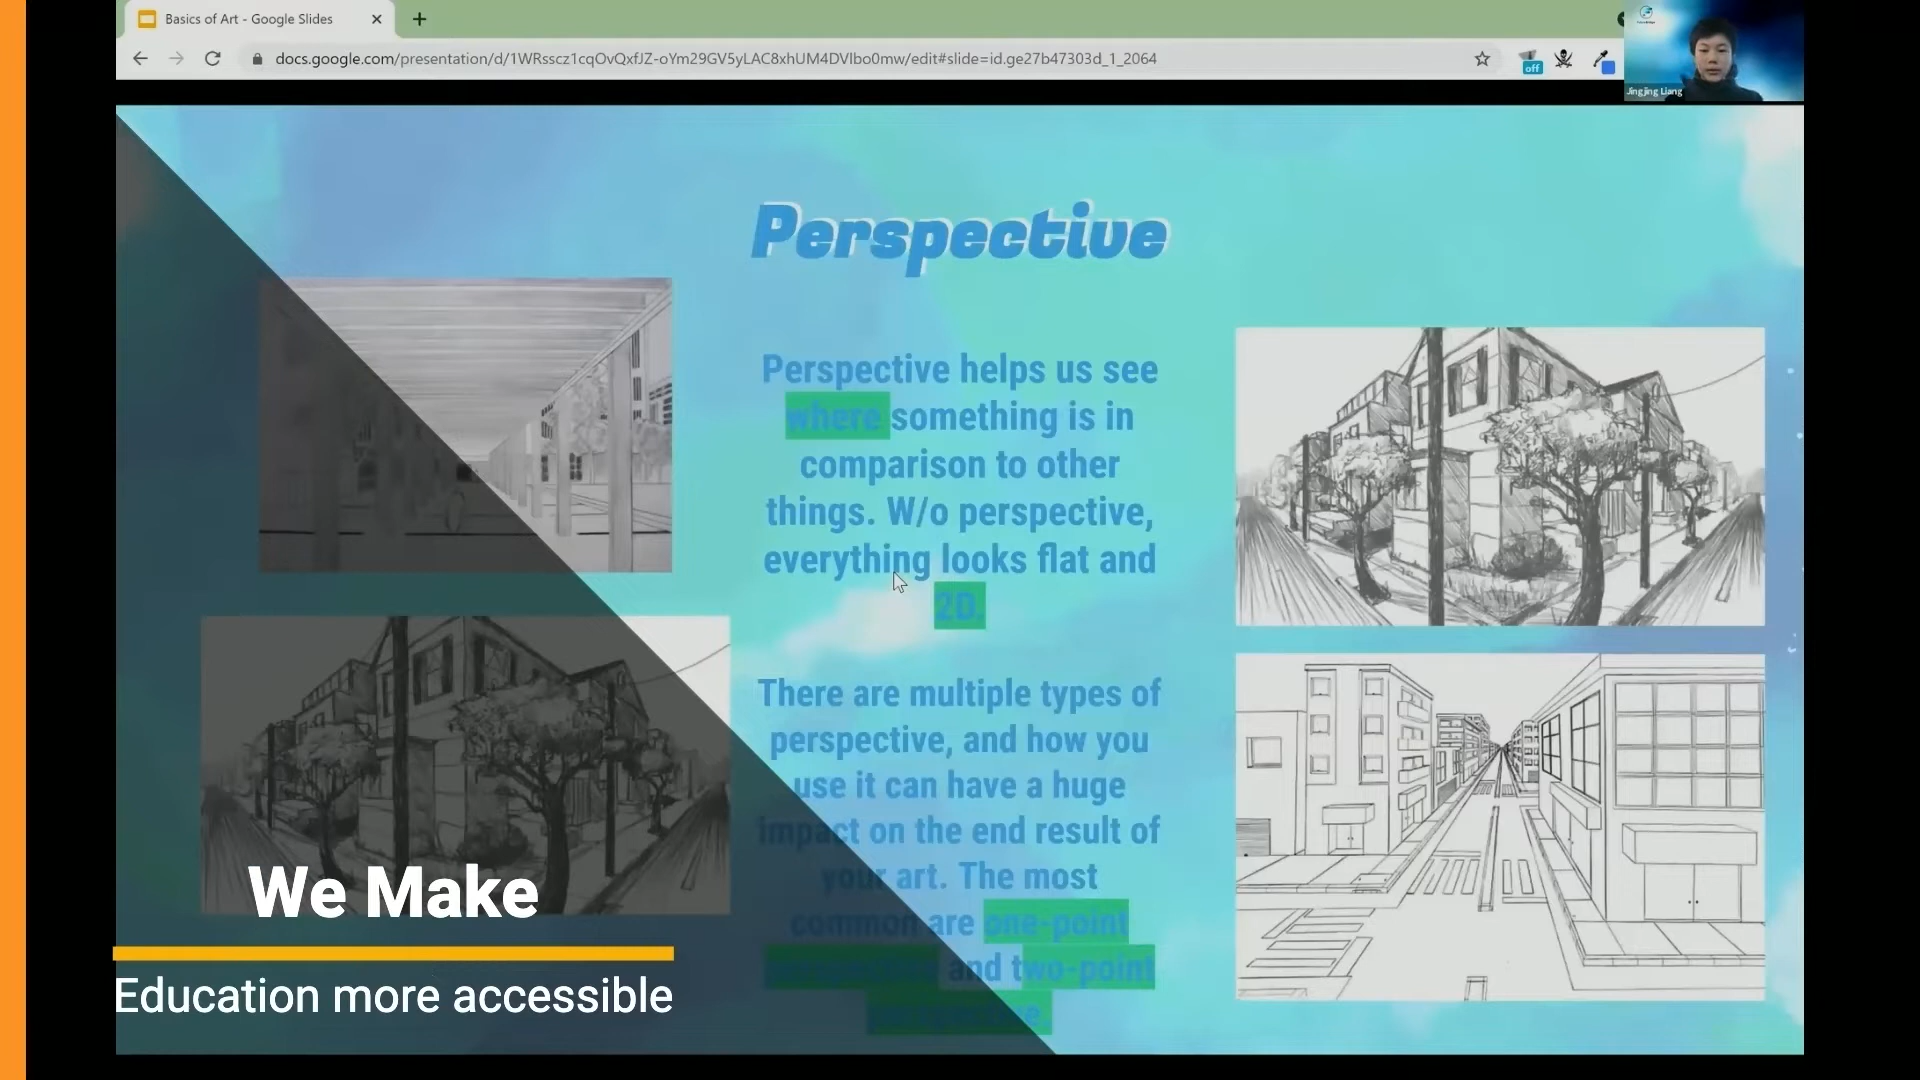 Basics of Art - Google Slides
docs.google.com/presentation/d/1WRsscz1cqOvQxfJZ-oYm29GV5yLAC8xhUM4DVlbo0mw/edit#slide=id.ge27b47303d_1_2064
off
Jingjing Liang
Perspective
Perspective helps us see
where something is in
comparison to other
things. W/o perspective,
everything looks flat and
2D.
There are multiple types of
perspective, and how you
use it can have a huge
impact on the end result of
your art. The most
common are one-point
perspective and two-point
perspective.
We Make
Education more accessible